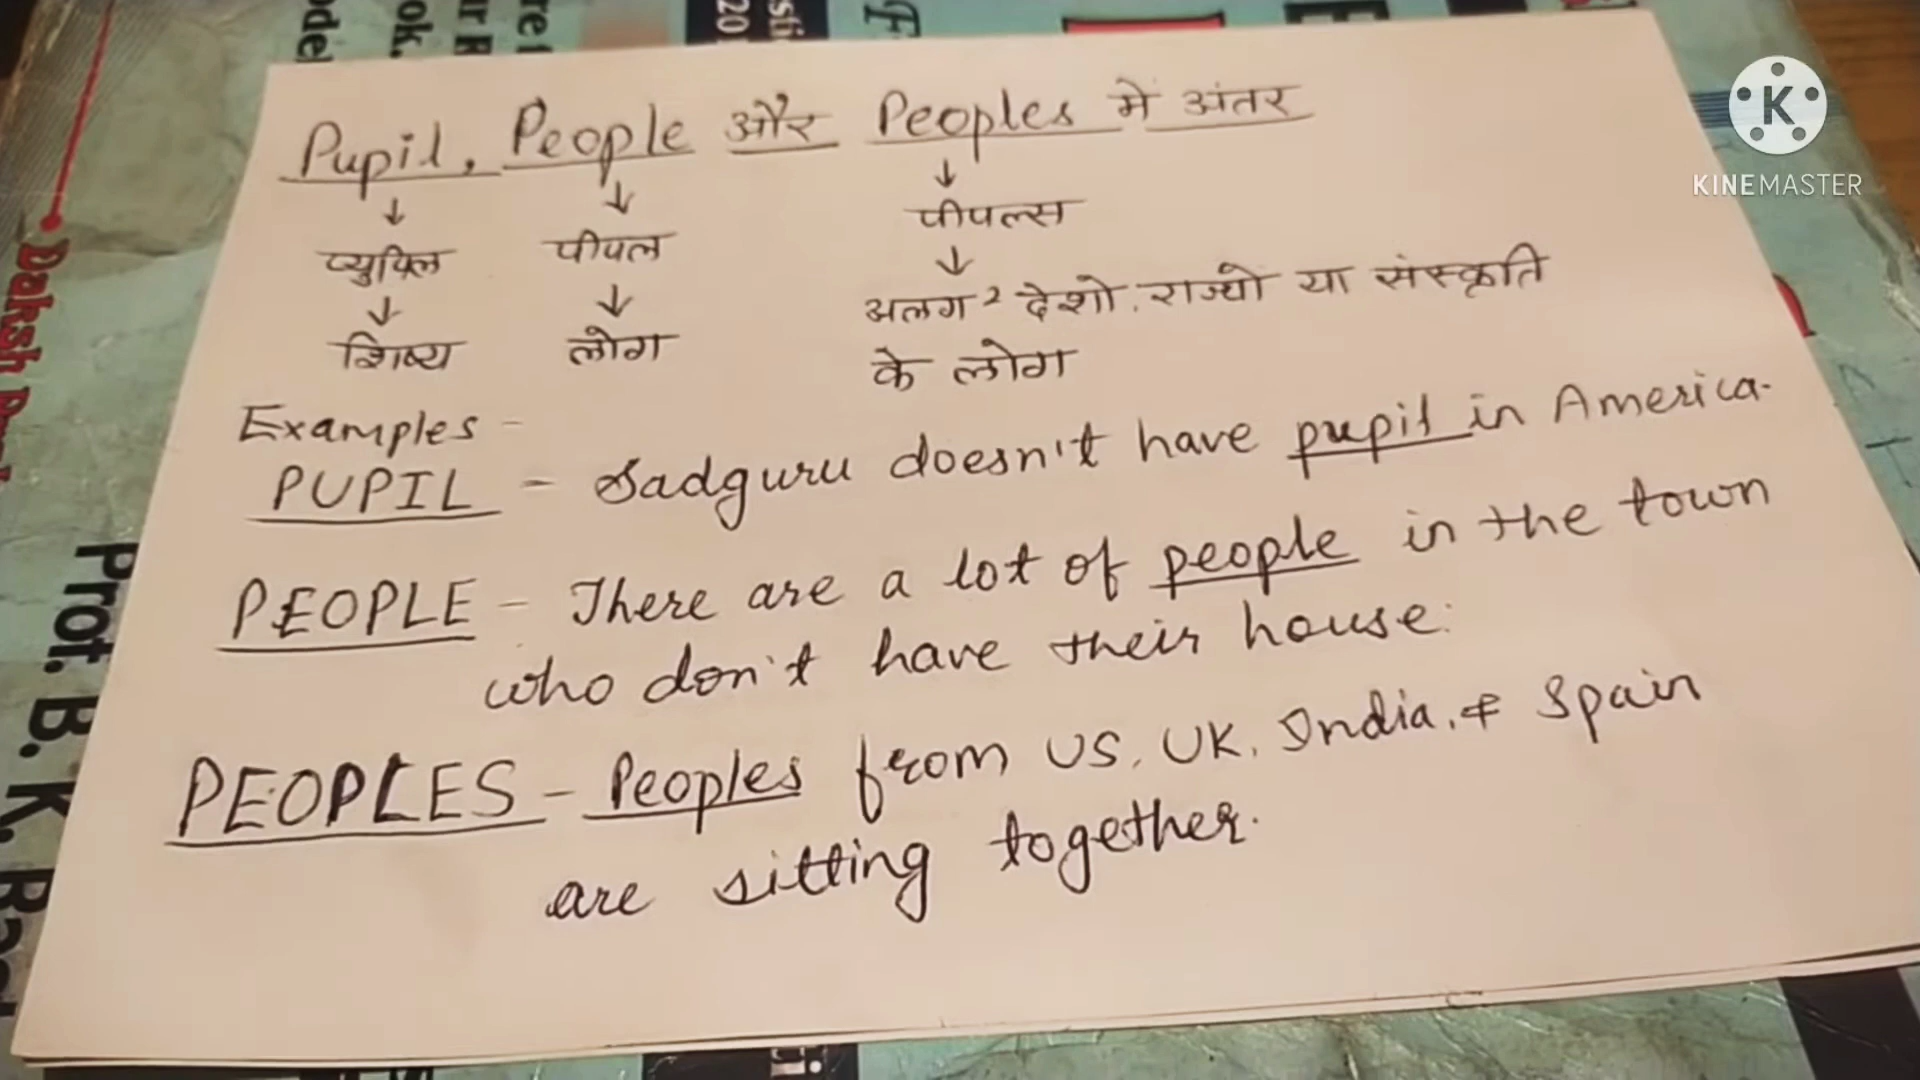 Pupil, People और Peoples में अंतर
↓ ↓ ↓
प्युपिल पीपल पीपल्स
↓ ↓ ↓
शिष्य लोग अलग² देशो, राज्यो या संस्कृति
के लोग
Examples -
PUPIL - Sadguru doesn't have pupil in America.
PEOPLE - There are a lot of people in the town
who don't have their house.
PEOPLES - Peoples from US, UK, India, & Spain
are sitting together.
K
KINEMASTER
Daksh
Prof. B. K.